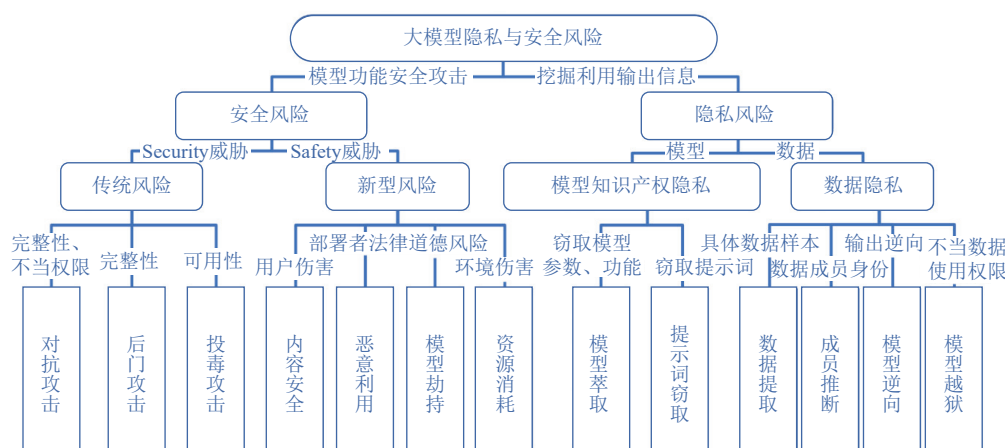 大模型隐私与安全风险
模型功能安全攻击
挖掘利用输出信息
安全风险
隐私风险
Security威胁
Safety威胁
模型
数据
传统风险
新型风险
模型知识产权隐私
数据隐私
完整性、
不当权限
完整性
可用性
用户伤害
部署者法律道德风险
环境伤害
窃取模型
参数、功能
窃取提示词
具体数据样本
数据成员身份
输出逆向
不当数据
使用权限
对抗攻击
后门攻击
投毒攻击
内容安全
恶意利用
模型劫持
资源消耗
模型萃取
提示词窃取
数据提取
成员推断
模型逆向
模型越狱